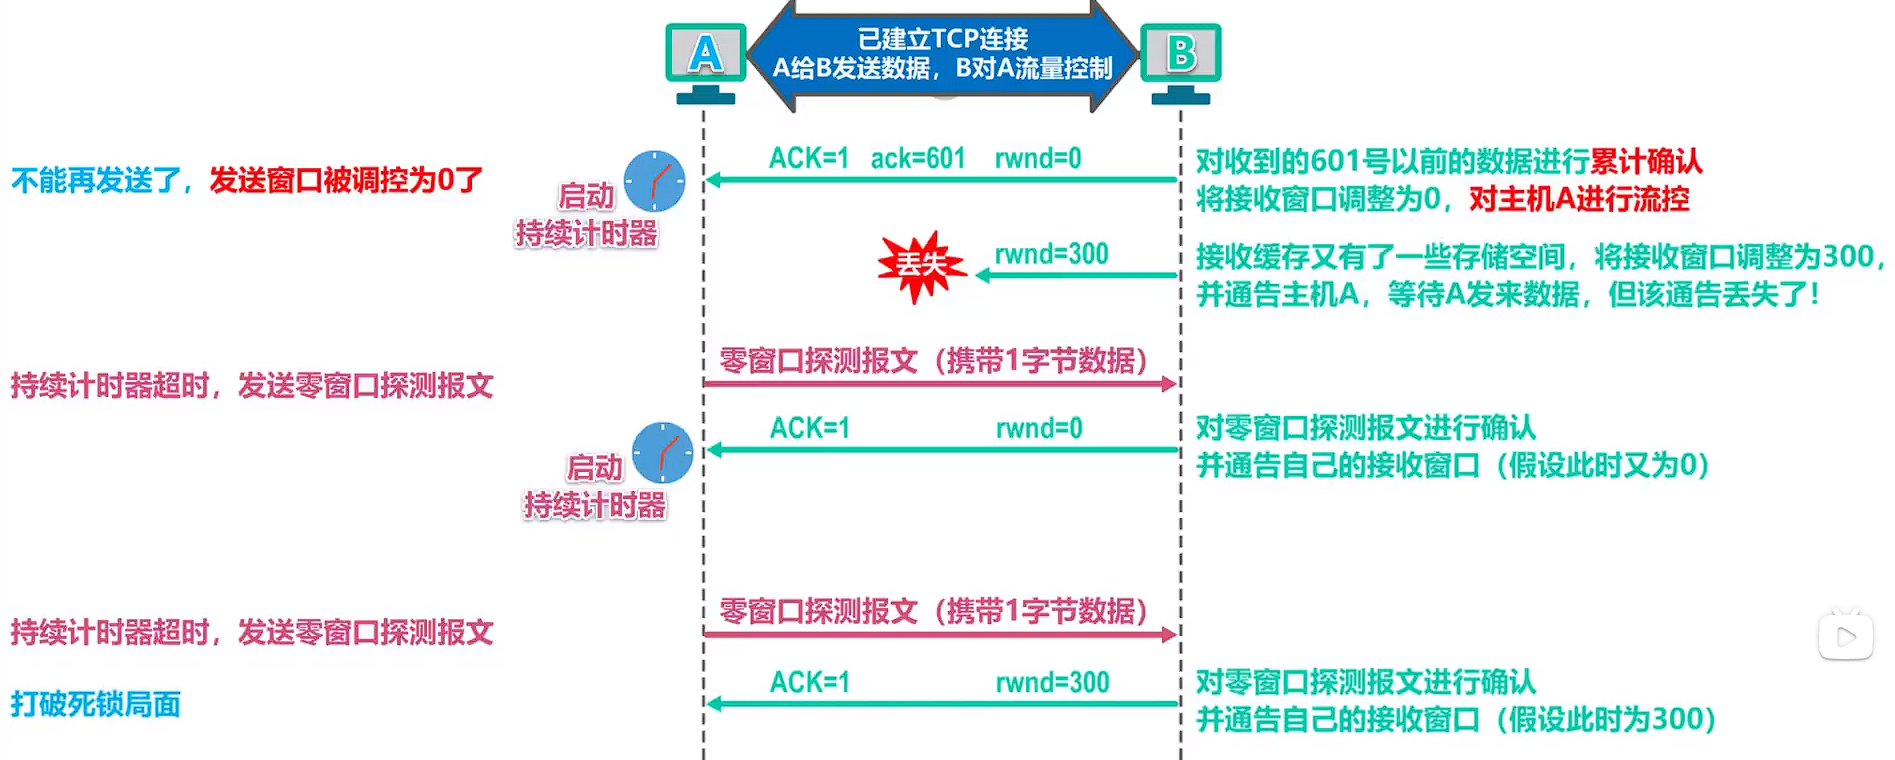 已建立TCP连接
A
A给B发送数据，B对A流量控制
B
ACK=1 ack=601 rwnd=0
对收到的601号以前的数据进行累计确认
不能再发送了，发送窗口被调控为0了
启动
持续计时器
将接收窗口调整为0，对主机A进行流控
丢失
rwnd=300
接收缓存又有了一些存储空间，将接收窗口调整为300，
并通告主机A，等待A发来数据，但该通告丢失了！
零窗口探测报文（携带1字节数据）
持续计时器超时，发送零窗口探测报文
ACK=1 rwnd=0
对零窗口探测报文进行确认
并通告自己的接收窗口（假设此时又为0）
启动
持续计时器
零窗口探测报文（携带1字节数据）
持续计时器超时，发送零窗口探测报文
ACK=1 rwnd=300
对零窗口探测报文进行确认
打破死锁局面
并通告自己的接收窗口（假设此时为300）